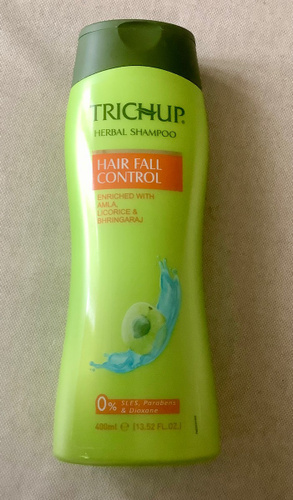 TRICHUP®
HERBAL SHAMPOO
HAIR FALL
CONTROL
ENRICHED WITH
AMLA,
LICORICE &
BHRINGARAJ
0% SLES, Parabens
& Dioxane
400ml ℮ (13.52 FL.OZ.)